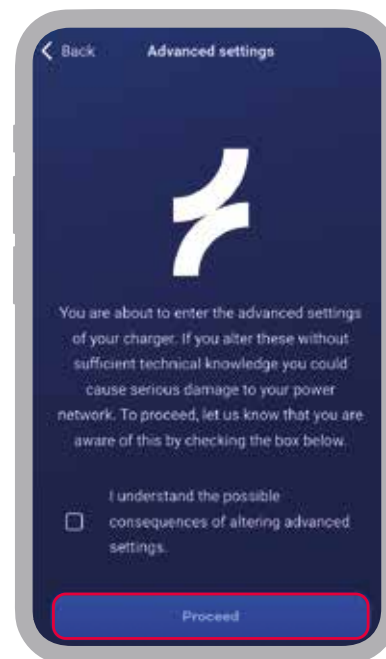 Back
Advanced settings
You are about to enter the advanced settings
of your charger. If you alter these without
sufficient technical knowledge you could
cause serious damage to your power
network. To proceed, let us know that you are
aware of this by checking the box below.
I understand the possible
consequences of altering advanced
settings.
Proceed